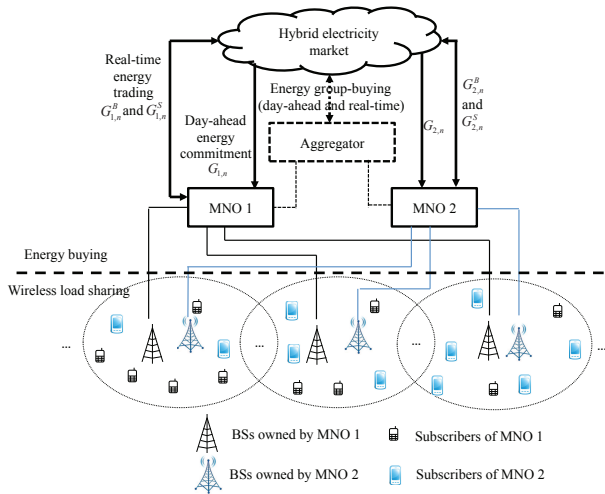 Hybrid electricity
market
Real-time
energy
trading
G^B_{1,n} and G^S_{1,n}
Energy group-buying
(day-ahead and real-time)
G^B_{2,n}
and
G^S_{2,n}
Day-ahead
energy
commitment
G_{1,n}
G_{2,n}
Aggregator
MNO 1
MNO 2
Energy buying
Wireless load sharing
...
...
...
...
BSs owned by MNO 1
Subscribers of MNO 1
BSs owned by MNO 2
Subscribers of MNO 2